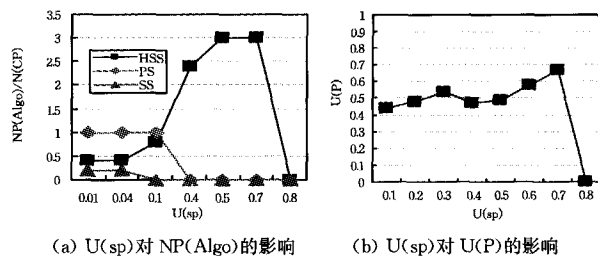 (a)
NP(Algo)/N(CP)
3.5
3
2.5
2
1.5
1
0.5
0
HSS
PS
SS
0.01 0.04 0.1 0.4 0.5 0.7 0.8
U(sp)
(b)
U(P)
1
0.9
0.8
0.7
0.6
0.5
0.4
0.3
0.2
0.1
0
0.1 0.2 0.3 0.4 0.5 0.6 0.7 0.8
U(sp)
(a) U(sp)对 NP(Algo)的影响
(b) U(sp)对 U(P)的影响